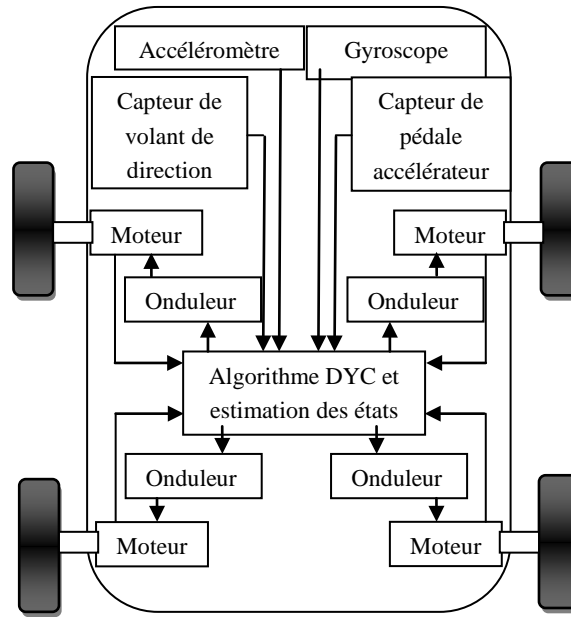 Accéléromètre
Gyroscope
Capteur de
volant de
direction
Capteur de
pédale
accélérateur
Moteur
Moteur
Onduleur
Onduleur
Algorithme DYC et
estimation des états
Onduleur
Onduleur
Moteur
Moteur